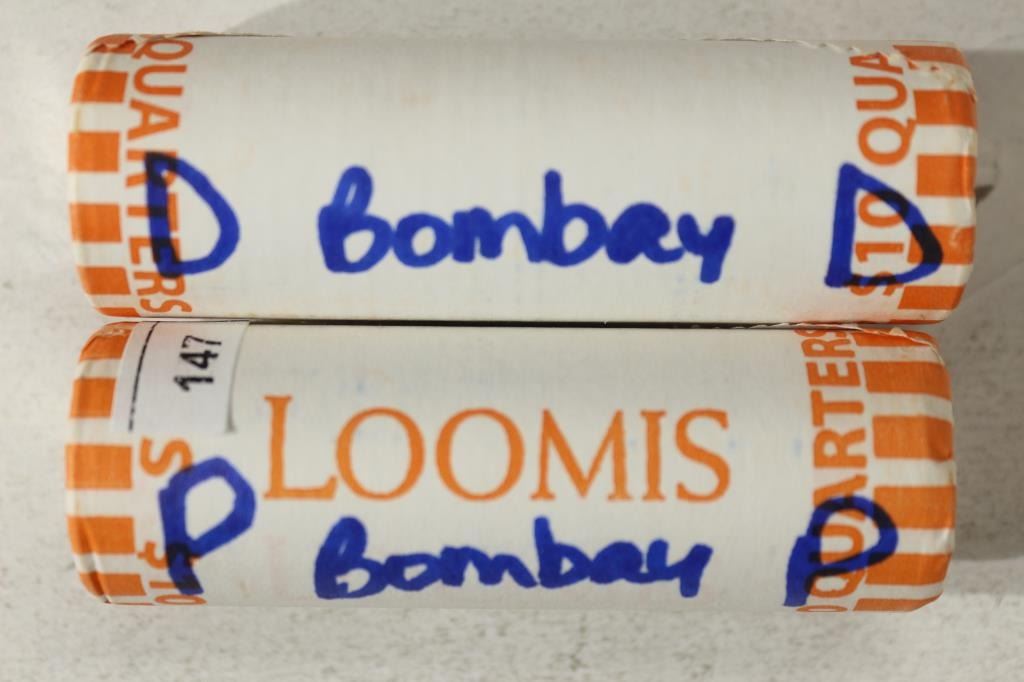 QUARTERS
D Bombay D
$10 QUA
147
LOOMIS
QUARTERS
P Bombay P